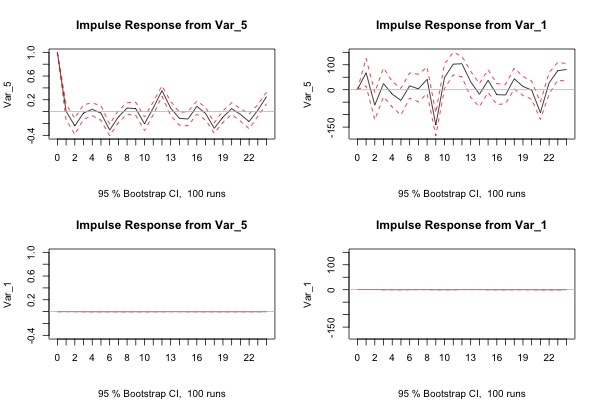 Impulse Response from Var_5
Var_5
1.0
0.6
0.2
-0.4
0 2 4 6 8 10 13 16 19 22
95 % Bootstrap CI, 100 runs
Impulse Response from Var_1
Var_5
100
0
-150
0 2 4 6 8 10 13 16 19 22
95 % Bootstrap CI, 100 runs
Impulse Response from Var_5
Var_1
1.0
0.6
0.2
-0.4
0 2 4 6 8 10 13 16 19 22
95 % Bootstrap CI, 100 runs
Impulse Response from Var_1
Var_1
100
0
-150
0 2 4 6 8 10 13 16 19 22
95 % Bootstrap CI, 100 runs